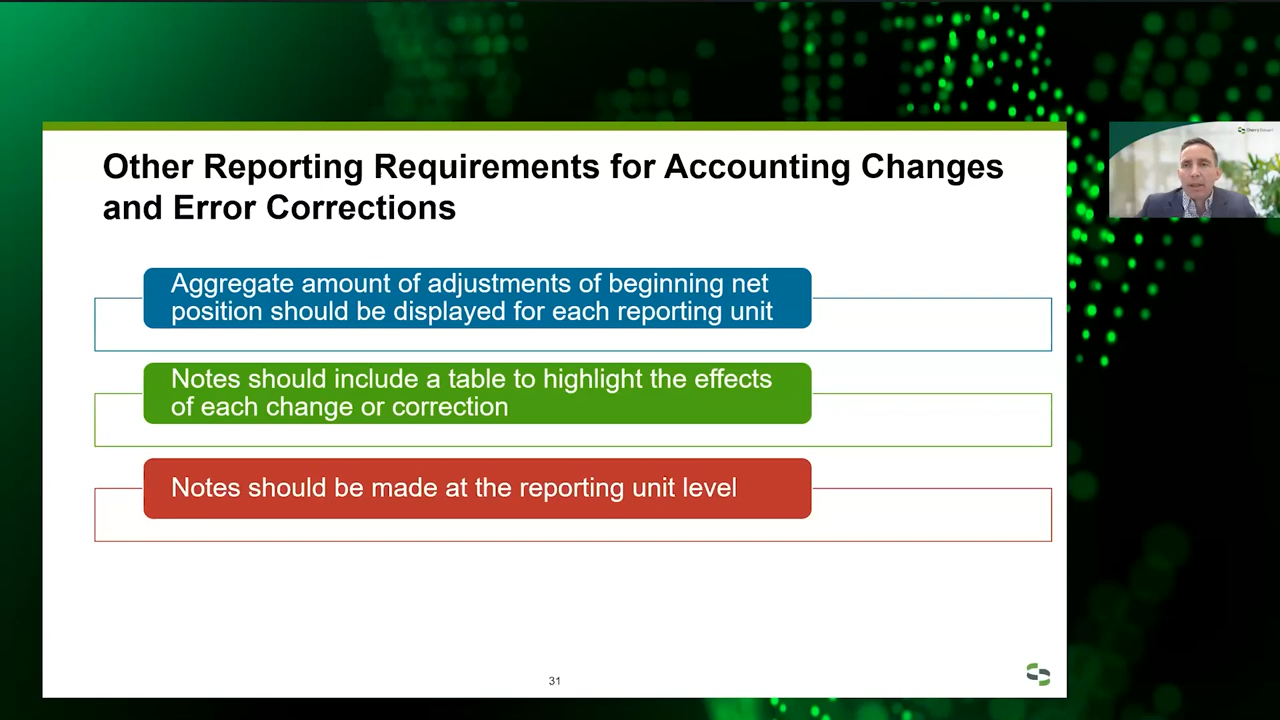 Other Reporting Requirements for Accounting Changes
and Error Corrections
Aggregate amount of adjustments of beginning net
position should be displayed for each reporting unit
Notes should include a table to highlight the effects
of each change or correction
Notes should be made at the reporting unit level
31